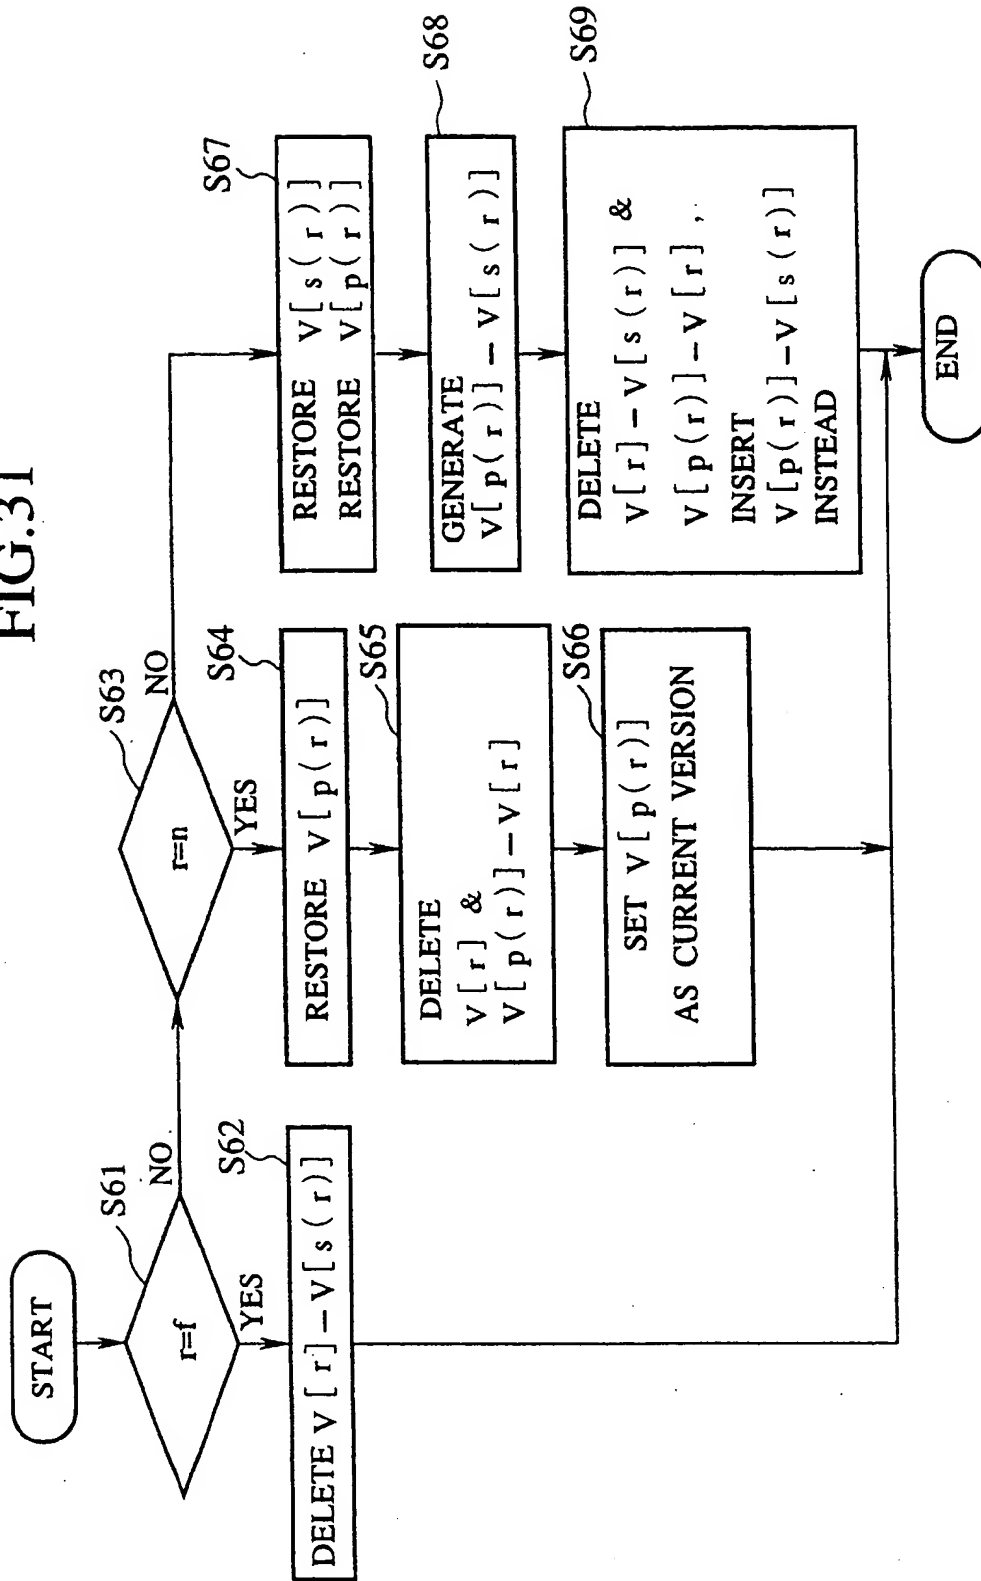 FIG.31
START
S61
r=f
NO
YES
S62
DELETE V[r]-V[s(r)]
S63
r=n
NO
YES
S64
RESTORE V[p(r)]
S65
DELETE
V[r] &
V[p(r)]-V[r]
S66
SET V[p(r)]
AS CURRENT VERSION
S67
RESTORE V[s(r)]
RESTORE V[p(r)]
S68
GENERATE
V[p(r)]-V[s(r)]
S69
DELETE
V[r]-V[s(r)] &
V[p(r)]-V[r],
INSERT
V[p(r)]-V[s(r)]
INSTEAD
END